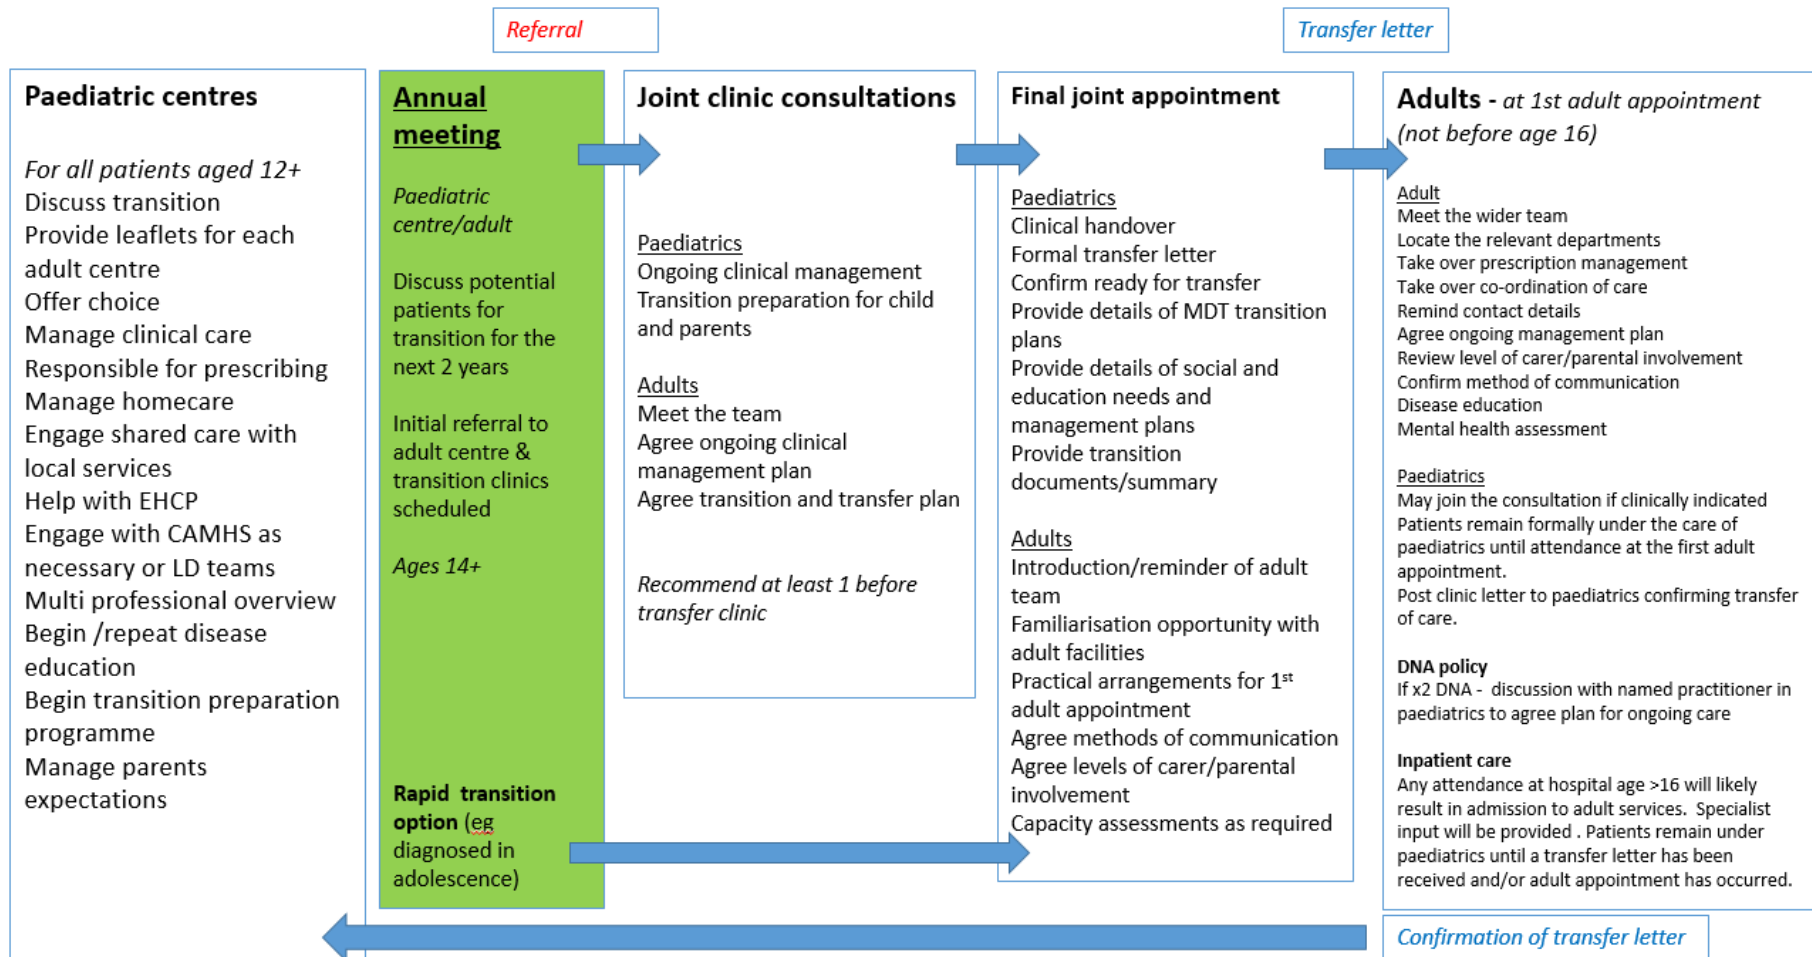 Referral
Transfer letter
Paediatric centres
For all patients aged 12+
Discuss transition
Provide leaflets for each
adult centre
Offer choice
Manage clinical care
Responsible for prescribing
Manage homecare
Engage shared care with
local services
Help with EHCP
Engage with CAMHS as
necessary or LD teams
Multi professional overview
Begin /repeat disease
education
Begin transition preparation
programme
Manage parents
expectations
Annual
meeting
Paediatric
centre/adult
Discuss potential
patients for
transition for the
next 2 years
Initial referral to
adult centre &
transition clinics
scheduled
Ages 14+
Rapid transition
option (eg
diagnosed in
adolescence)
Joint clinic consultations
Paediatrics
Ongoing clinical management
Transition preparation for child
and parents
Adults
Meet the team
Agree ongoing clinical
management plan
Agree transition and transfer plan
Recommend at least 1 before
transfer clinic
Final joint appointment
Paediatrics
Clinical handover
Formal transfer letter
Confirm ready for transfer
Provide details of MDT transition
plans
Provide details of social and
education needs and
management plans
Provide transition
documents/summary
Adults
Introduction/reminder of adult
team
Familiarisation opportunity with
adult facilities
Practical arrangements for 1st
adult appointment
Agree methods of communication
Agree levels of carer/parental
involvement
Capacity assessments as required
Adults - at 1st adult appointment
(not before age 16)
Adult
Meet the wider team
Locate the relevant departments
Take over prescription management
Take over co-ordination of care
Remind contact details
Agree ongoing management plan
Review level of carer/parental involvement
Confirm method of communication
Disease education
Mental health assessment
Paediatrics
May join the consultation if clinically indicated
Patients remain formally under the care of
paediatrics until attendance at the first adult
appointment.
Post clinic letter to paediatrics confirming transfer
of care.
DNA policy
If x2 DNA - discussion with named practitioner in
paediatrics to agree plan for ongoing care
Inpatient care
Any attendance at hospital age >16 will likely
result in admission to adult services. Specialist
input will be provided . Patients remain under
paediatrics until a transfer letter has been
received and/or adult appointment has occurred.
Confirmation of transfer letter